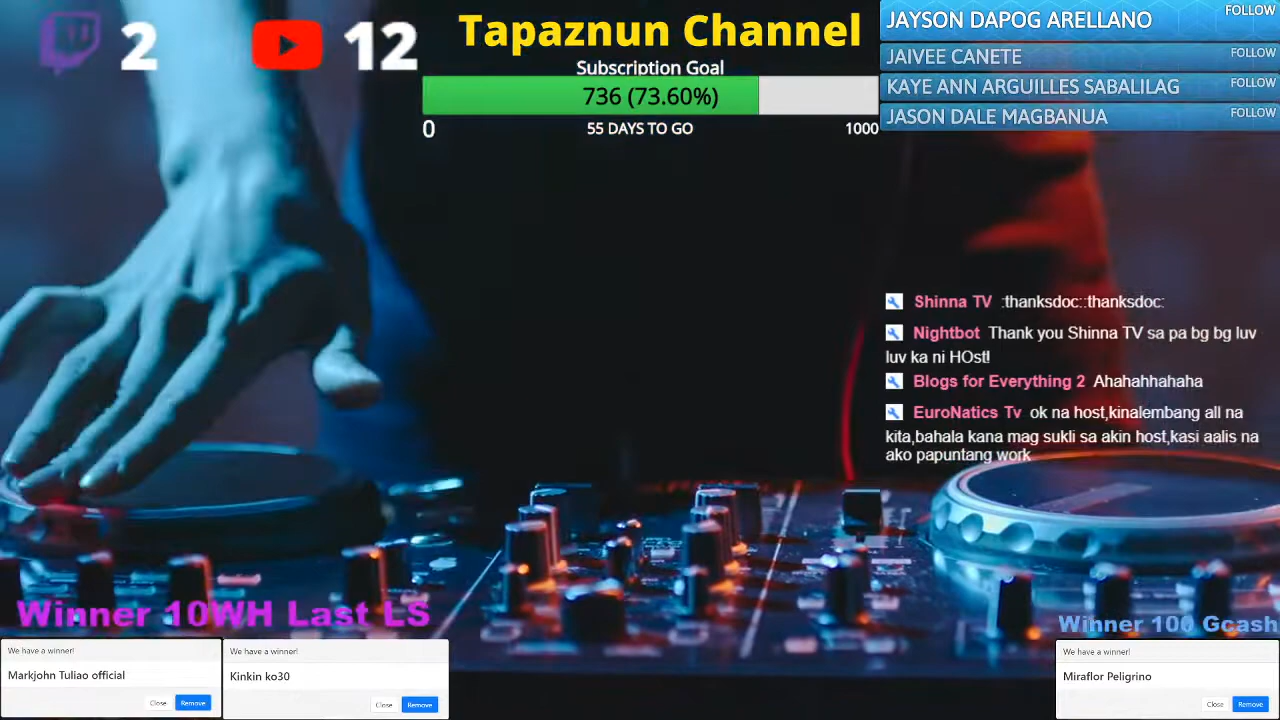 2
12
Tapaznun Channel
Subscription Goal
736 (73.60%)
0
55 DAYS TO GO
1000
JAYSON DAPOG ARELLANO FOLLOW
JAIVEE CANETE FOLLOW
KAYE ANN ARGUILLES SABALILAG FOLLOW
JASON DALE MAGBANUA FOLLOW
Shinna TV :thanksdoc::thanksdoc:
Nightbot Thank you Shinna TV sa pa bg bg luv
luv ka ni HOst!
Blogs for Everything 2 Ahahahhahaha
EuroNatics Tv ok na host,kinalembang all na
kita,bahala kana mag sukli sa akin host,kasi aalis na
ako papuntang work
Winner 10WH Last LS
We have a winner!
Markjohn Tuliao official
Close Remove
We have a winner!
Kinkin ko30
Close Remove
Winner 100 Gcash
We have a winner!
Miraflor Peligrino
Close Remove